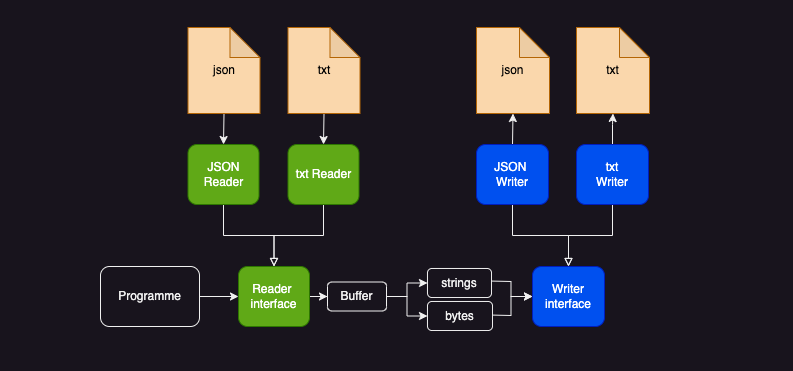 json
txt
json
txt
JSON
Reader
txt Reader
JSON
Writer
txt
Writer
Programme
Reader
interface
Buffer
strings
bytes
Writer
interface